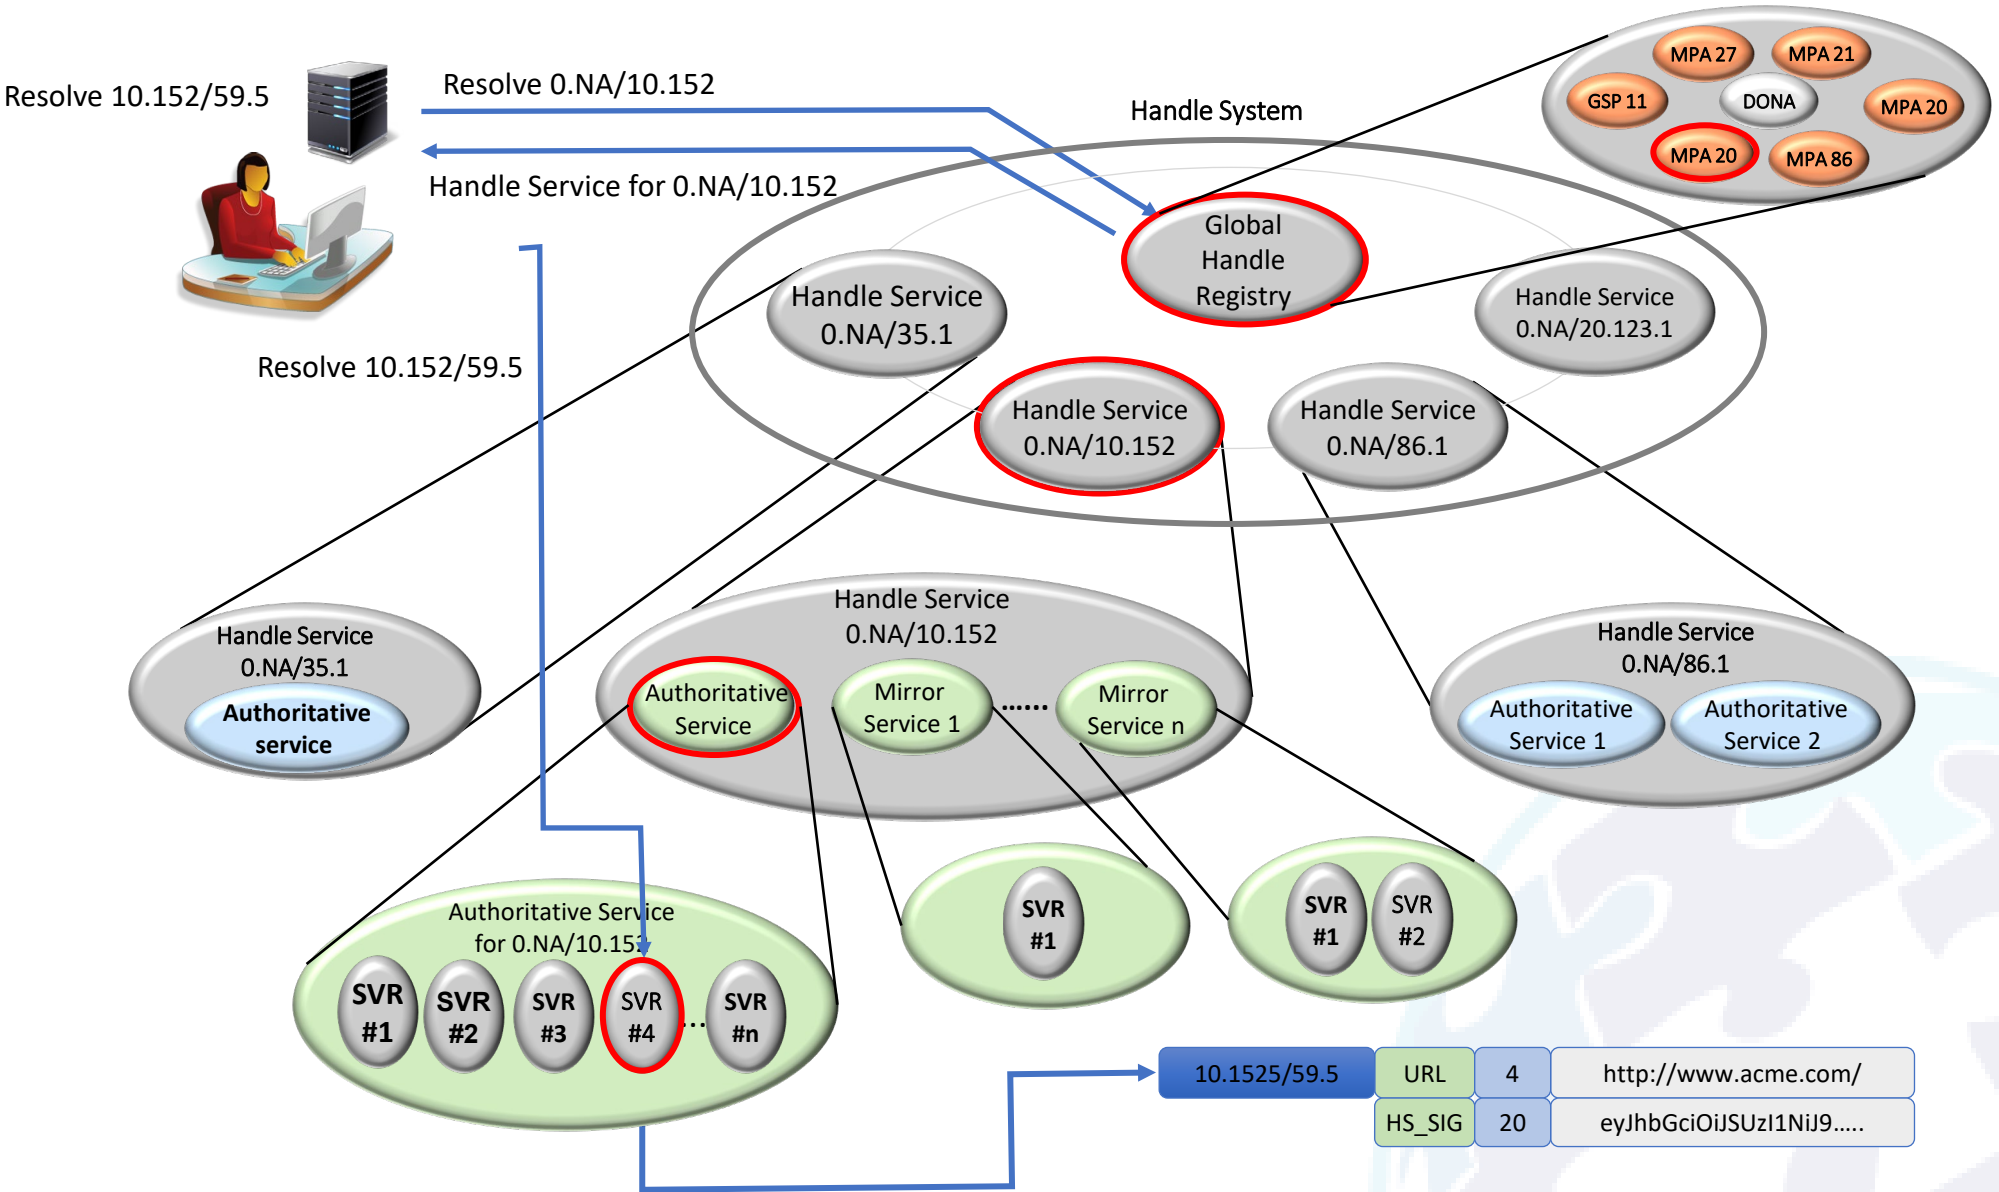 Resolve 10.152/59.5
Resolve 0.NA/10.152
Handle Service for 0.NA/10.152
Resolve 10.152/59.5
Handle System
MPA 27
MPA 21
GSP 11
DONA
MPA 20
MPA 20
MPA 86
Global
Handle
Registry
Handle Service
0.NA/35.1
Handle Service
0.NA/20.123.1
Handle Service
0.NA/10.152
Handle Service
0.NA/86.1
Handle Service
0.NA/35.1
Authoritative
service
Handle Service
0.NA/10.152
Authoritative
Service
Mirror
Service 1
......
Mirror
Service n
Handle Service
0.NA/86.1
Authoritative
Service 1
Authoritative
Service 2
Authoritative Service
for 0.NA/10.152
SVR
#1
SVR
#2
SVR
#3
SVR
#4
...
SVR
#n
SVR
#1
SVR
#1
SVR
#2
10.1525/59.5 URL 4 http://www.acme.com/
HS_SIG 20 eyJhbGciOiJSUzI1NiJ9.....